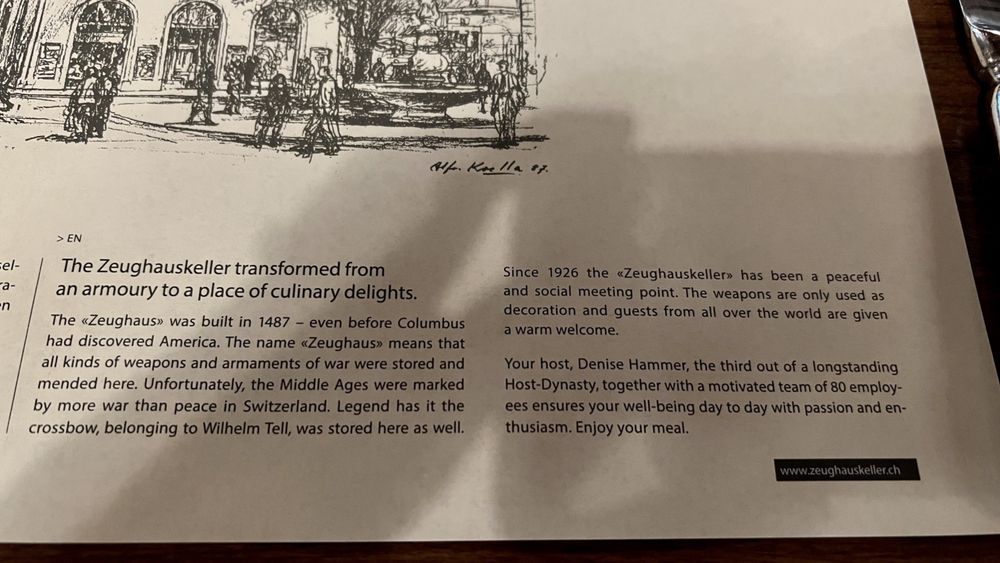 Alfr. Koella 87.
> EN
sel-
ra-
en
The Zeughauskeller transformed from
an armoury to a place of culinary delights.
The «Zeughaus» was built in 1487 – even before Columbus
had discovered America. The name «Zeughaus» means that
all kinds of weapons and armaments of war were stored and
mended here. Unfortunately, the Middle Ages were marked
by more war than peace in Switzerland. Legend has it the
crossbow, belonging to Wilhelm Tell, was stored here as well.
Since 1926 the «Zeughauskeller» has been a peaceful
and social meeting point. The weapons are only used as
decoration and guests from all over the world are given
a warm welcome.
Your host, Denise Hammer, the third out of a longstanding
Host-Dynasty, together with a motivated team of 80 employ-
ees ensures your well-being day to day with passion and en-
thusiasm. Enjoy your meal.
www.zeughauskeller.ch